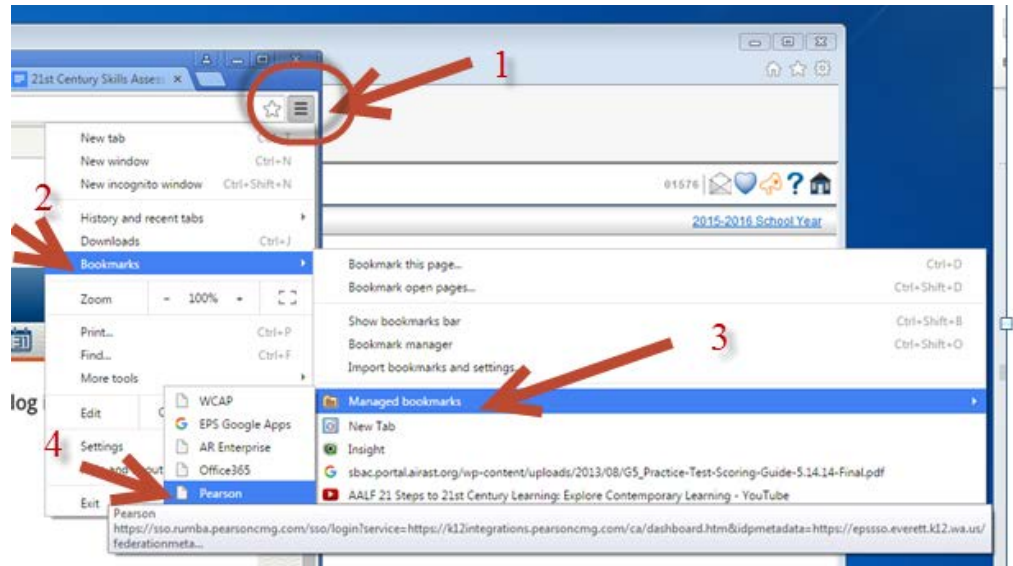 1
21st Century Skills Asses
New tab
New window Ctrl+N
New incognito window Ctrl+Shift+N
2
01576
History and recent tabs
2015-2016 School Year
Downloads Ctrl+J
Bookmarks
Bookmark this page... Ctrl+D
Bookmark open pages... Ctrl+Shift+D
Zoom - 100% +
Show bookmarks bar Ctrl+Shift+B
Print... Ctrl+P
3
Bookmark manager Ctrl+Shift+O
Find... Ctrl+F
Import bookmarks and settings...
More tools
Managed bookmarks
WCAP
log
Edit
EPS Google Apps
New Tab
4
Settings
AR Enterprise
Insight
Office365
sbac.portal.airast.org/wp-content/uploads/2013/08/G5_Practice-Test-Scoring-Guide-5.14.14-Final.pdf
Pearson
AALF 21 Steps to 21st Century Learning: Explore Contemporary Learning - YouTube
Exit
Pearson
https://sso.rumba.pearsoncmg.com/sso/login?service=https://k12integrations.pearsoncmg.com/ca/dashboard.htm&idpmetadata=https://epssso.everett.k12.wa.us/
federationmeta...